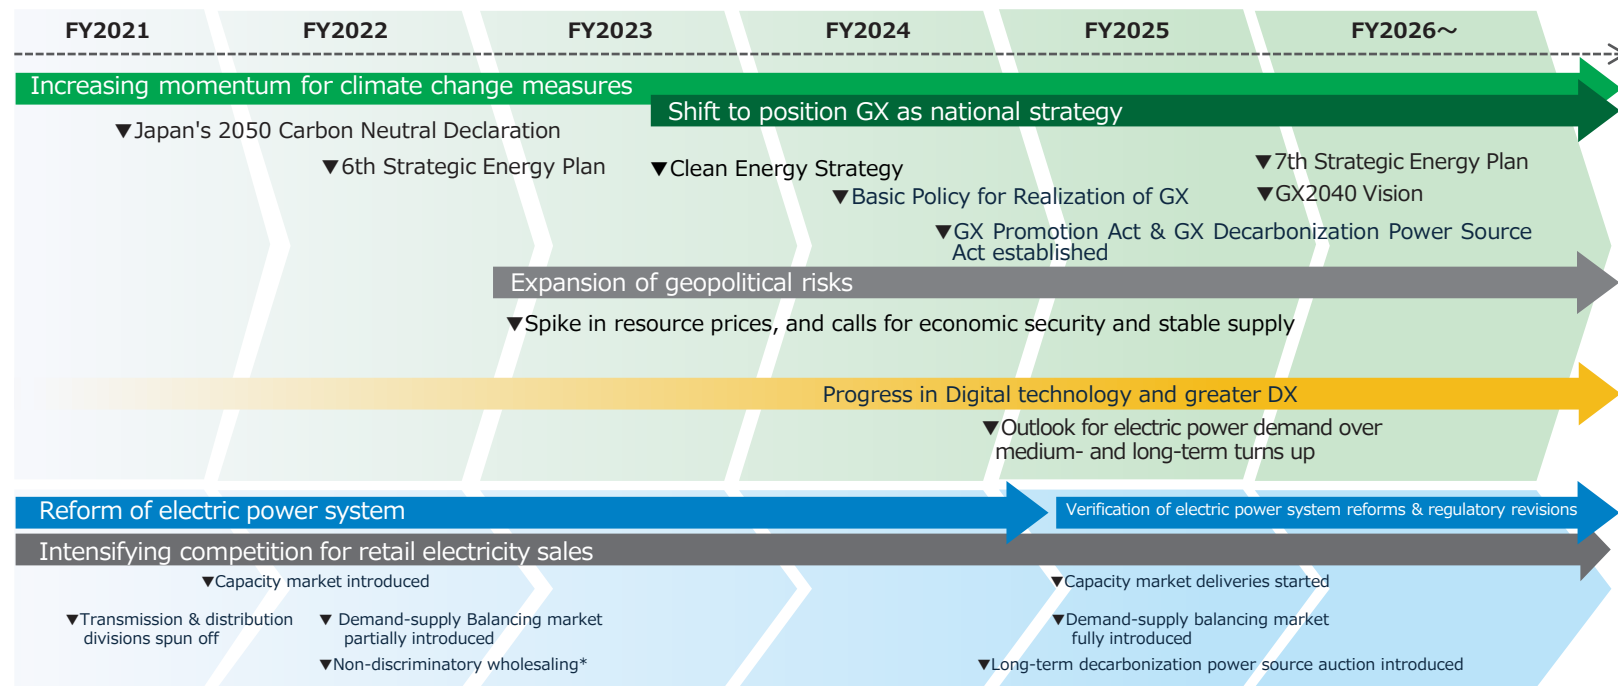 FY2021 FY2022 FY2023 FY2024 FY2025 FY2026～
Increasing momentum for climate change measures
Shift to position GX as national strategy
▼Japan's 2050 Carbon Neutral Declaration
▼6th Strategic Energy Plan
▼Clean Energy Strategy
▼7th Strategic Energy Plan
▼Basic Policy for Realization of GX
▼GX2040 Vision
▼GX Promotion Act & GX Decarbonization Power Source
Act established
Expansion of geopolitical risks
▼Spike in resource prices, and calls for economic security and stable supply
Progress in Digital technology and greater DX
▼Outlook for electric power demand over
medium- and long-term turns up
Reform of electric power system
Verification of electric power system reforms & regulatory revisions
Intensifying competition for retail electricity sales
▼Capacity market introduced
▼Capacity market deliveries started
▼Transmission & distribution
divisions spun off
▼ Demand-supply Balancing market
partially introduced
▼Demand-supply balancing market
fully introduced
▼Non-discriminatory wholesaling*
▼Long-term decarbonization power source auction introduced